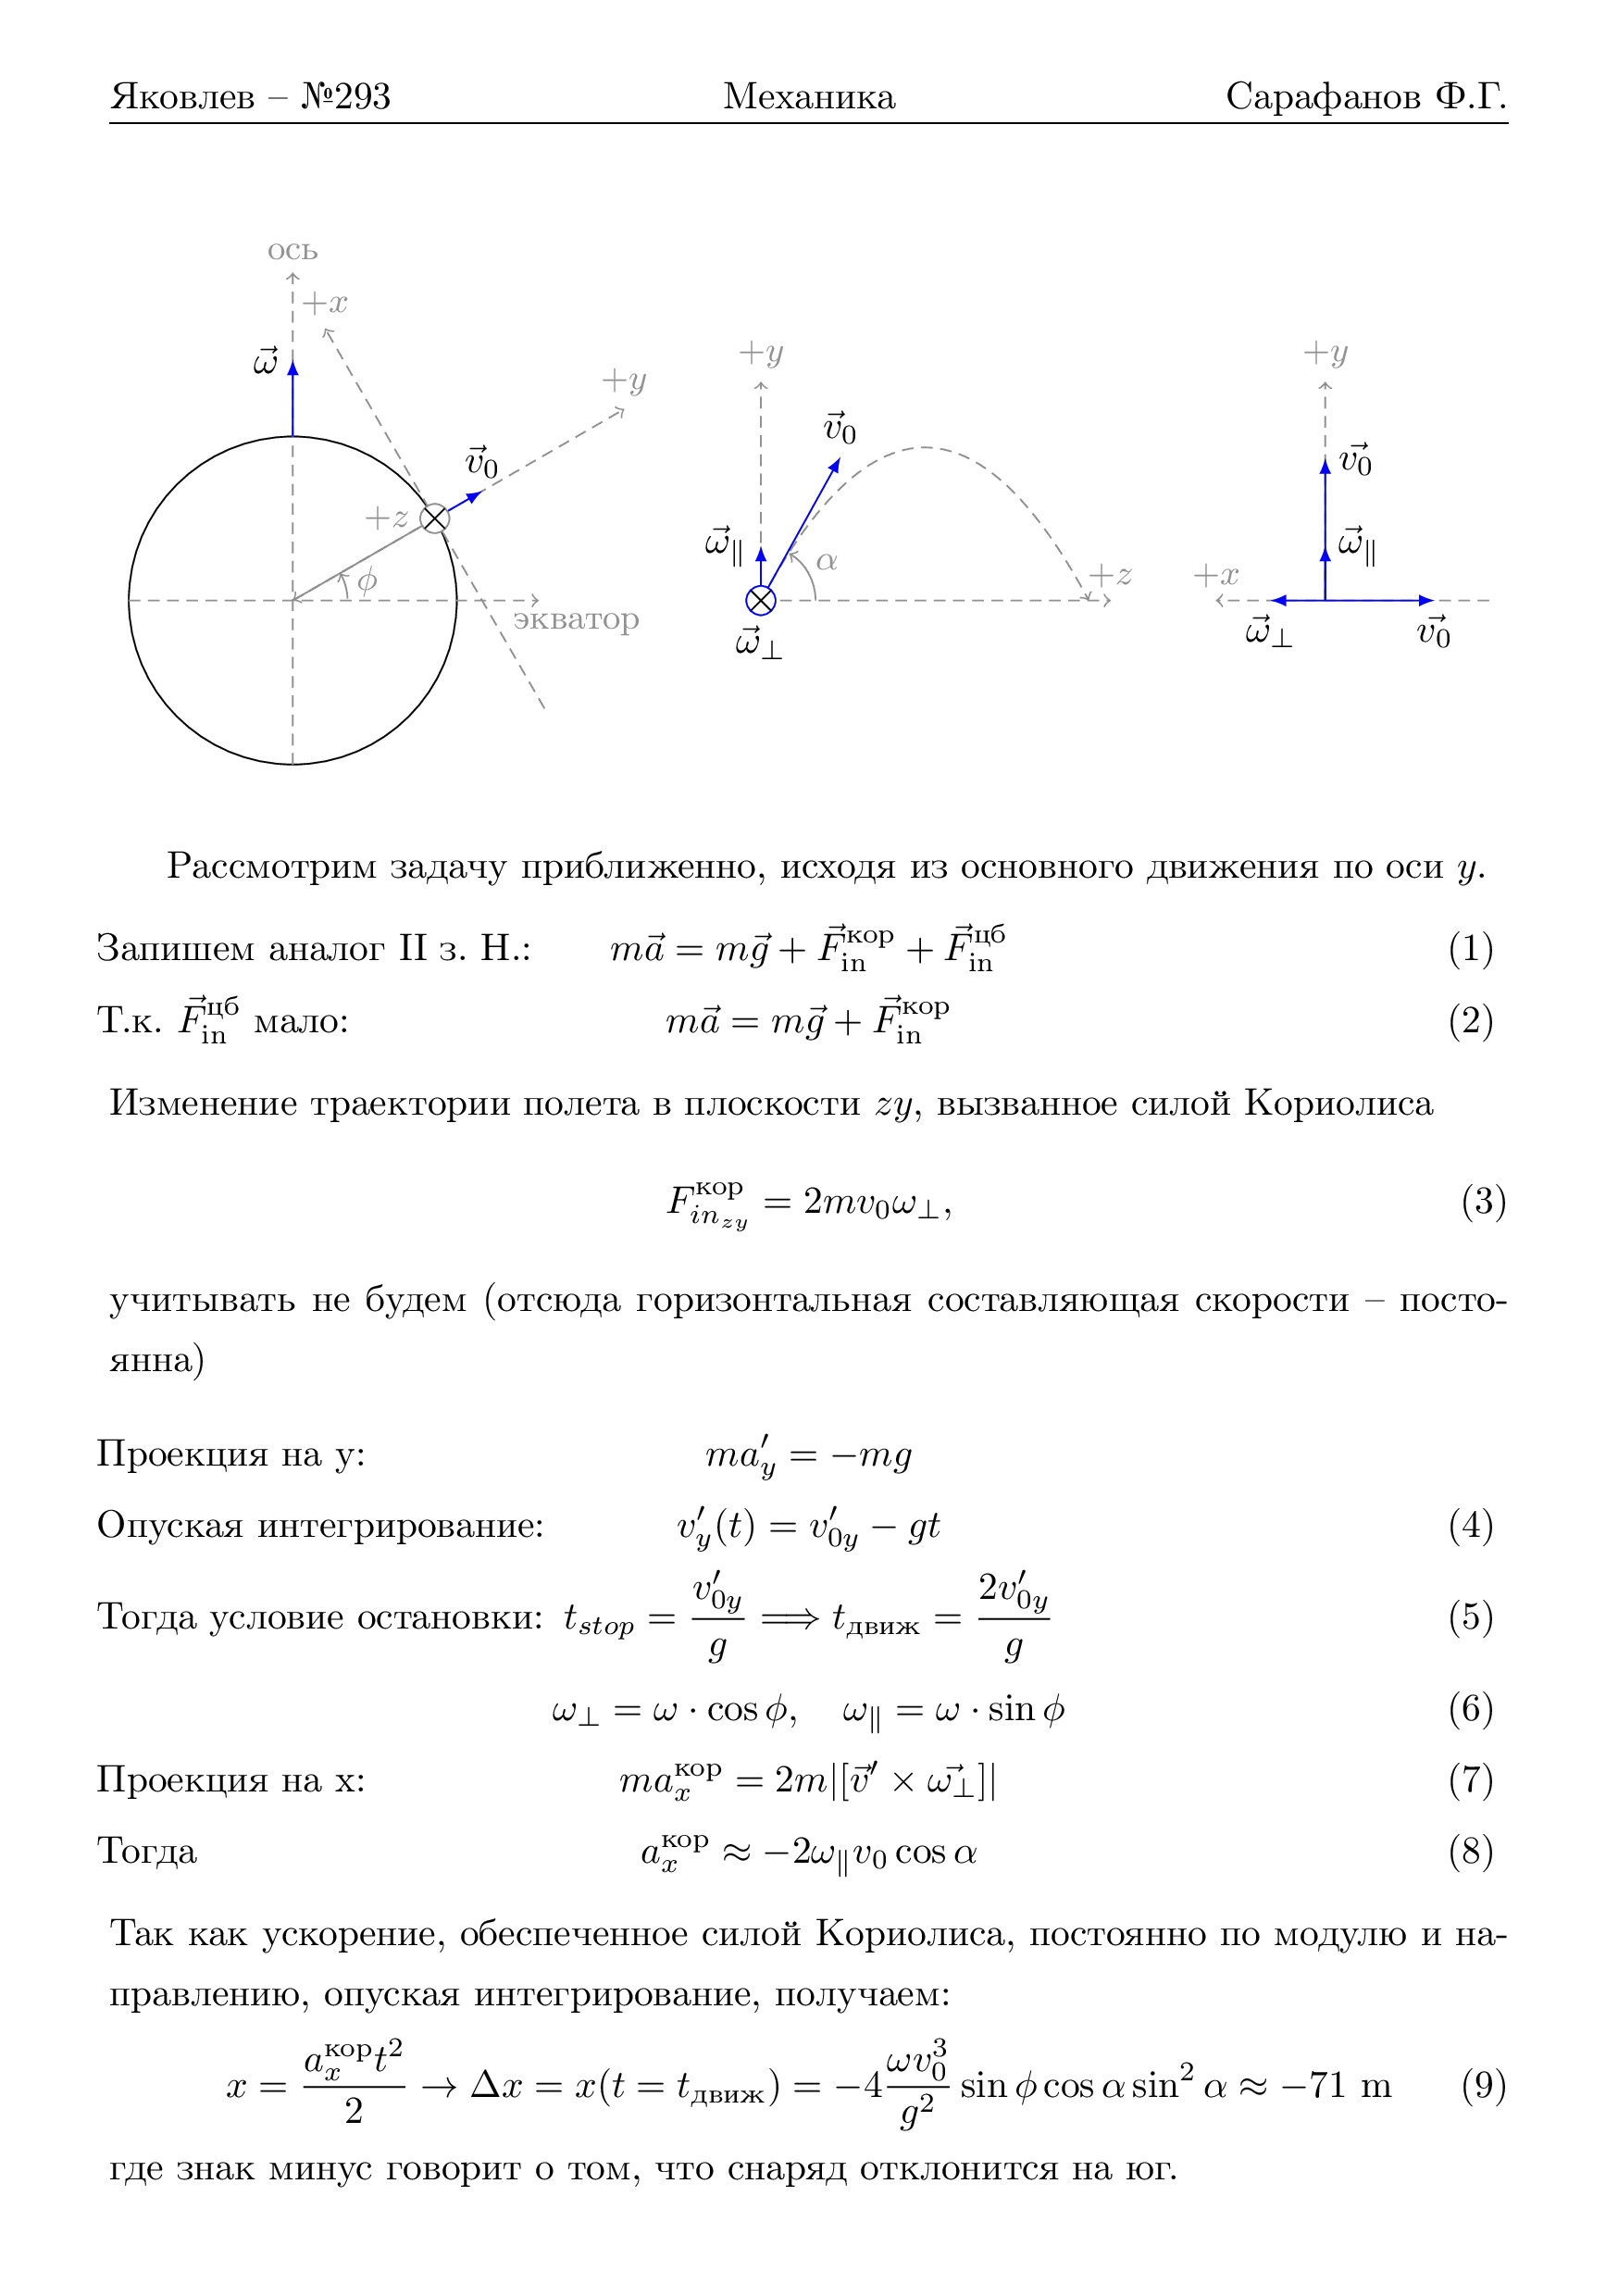 Яковлев – №293 Механика Сарафанов Ф.Г.
ось
+x
+y
$\vec{\omega}$
$\vec{v}_0$
+z
$\phi$
экватор
+y
$\vec{v}_0$
$\vec{\omega}_\parallel$
$\alpha$
+z
$\vec{\omega}_\perp$
+y
$\vec{v_0}$
$\vec{\omega}_\parallel$
+x
$\vec{\omega}_\perp$
$\vec{v_0}$
Рассмотрим задачу приближенно, исходя из основного движения по оси $y$.
Запишем аналог II з. Н.: $m\vec{a} = m\vec{g} + \vec{F}_{\text{in}}^{\text{кор}} + \vec{F}_{\text{in}}^{\text{цб}}$ (1)
Т.к. $\vec{F}_{\text{in}}^{\text{цб}}$ мало: $m\vec{a} = m\vec{g} + \vec{F}_{\text{in}}^{\text{кор}}$ (2)
Изменение траектории полета в плоскости $zy$, вызванное силой Кориолиса
$F_{in_{zy}}^{\text{кор}} = 2mv_0\omega_\perp,$ (3)
учитывать не будем (отсюда горизонтальная составляющая скорости – посто-
янна)
Проекция на y: $ma'_y = -mg$
Опуская интегрирование: $v'_y(t) = v'_{0y} - gt$ (4)
Тогда условие остановки: $t_{stop} = \frac{v'_{0y}}{g} \Longrightarrow t_{\text{движ}} = \frac{2v'_{0y}}{g}$ (5)
$\omega_\perp = \omega \cdot \cos\phi, \quad \omega_\parallel = \omega \cdot \sin\phi$ (6)
Проекция на x: $ma_x^{\text{кор}} = 2m|[\vec{v}' \times \vec{\omega_\perp}]|$ (7)
Тогда $a_x^{\text{кор}} \approx -2\omega_\parallel v_0 \cos\alpha$ (8)
Так как ускорение, обеспеченное силой Кориолиса, постоянно по модулю и на-
правлению, опуская интегрирование, получаем:
$x = \frac{a_x^{\text{кор}} t^2}{2} \to \Delta x = x(t = t_{\text{движ}}) = -4\frac{\omega v_0^3}{g^2} \sin\phi \cos\alpha \sin^2\alpha \approx -71$ m (9)
где знак минус говорит о том, что снаряд отклонится на юг.